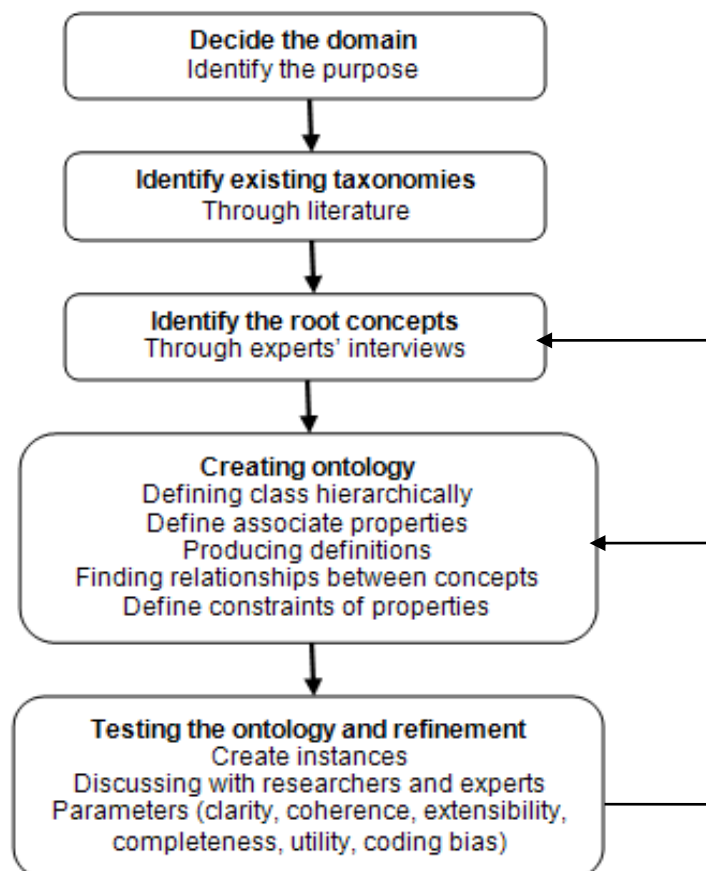 Decide the domain
Identify the purpose
Identify existing taxonomies
Through literature
Identify the root concepts
Through experts' interviews
Creating ontology
Defining class hierarchically
Define associate properties
Producing definitions
Finding relationships between concepts
Define constraints of properties
Testing the ontology and refinement
Create instances
Discussing with researchers and experts
Parameters (clarity, coherence, extensibility,
completeness, utility, coding bias)